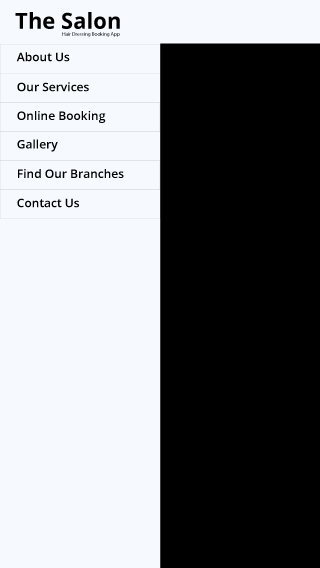 The Salon
Hair Dressing Booking App
About Us
Our Services
Online Booking
Gallery
Find Our Branches
Contact Us